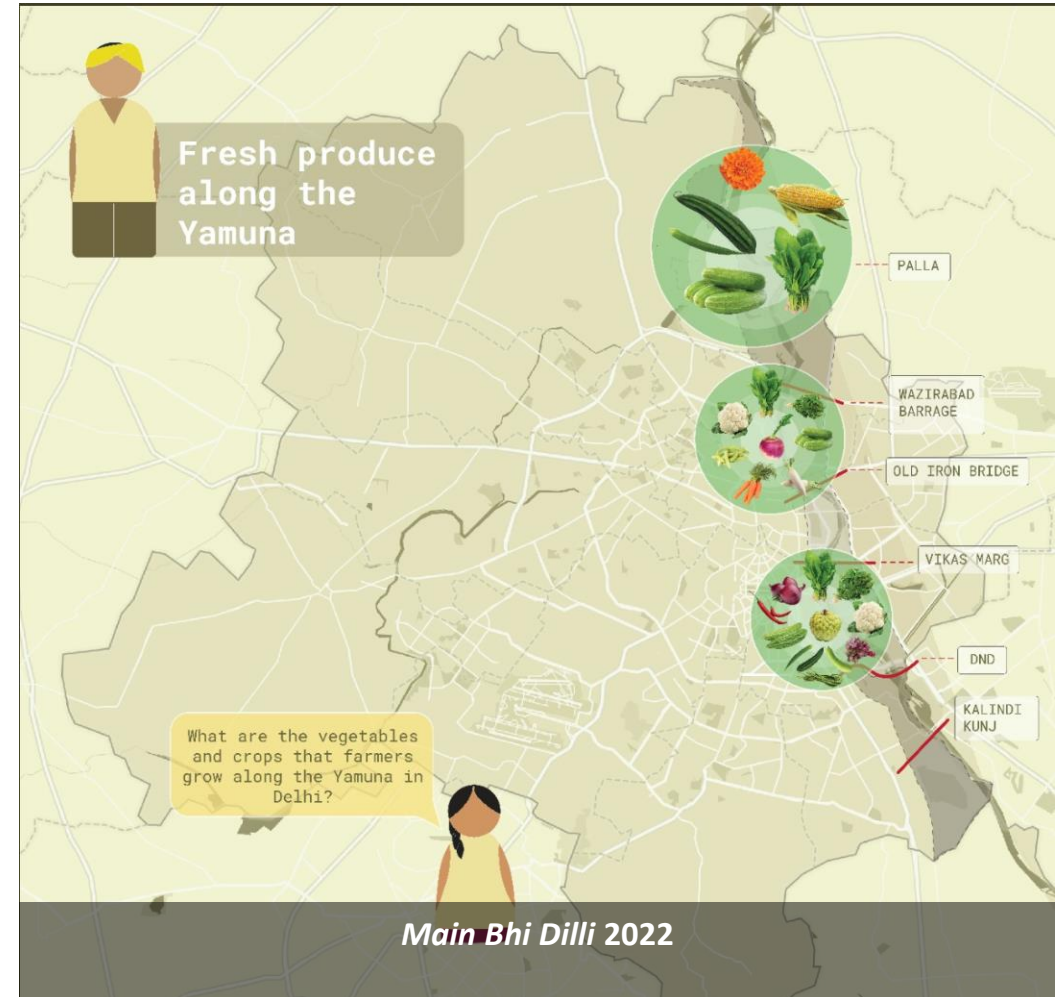 Fresh produce
along the
Yamuna
PALLA
WAZIRABAD
BARRAGE
OLD IRON BRIDGE
VIKAS MARG
DND
KALINDI
KUNJ
What are the vegetables
and crops that farmers
grow along the Yamuna in
Delhi?
Main Bhi Dilli 2022